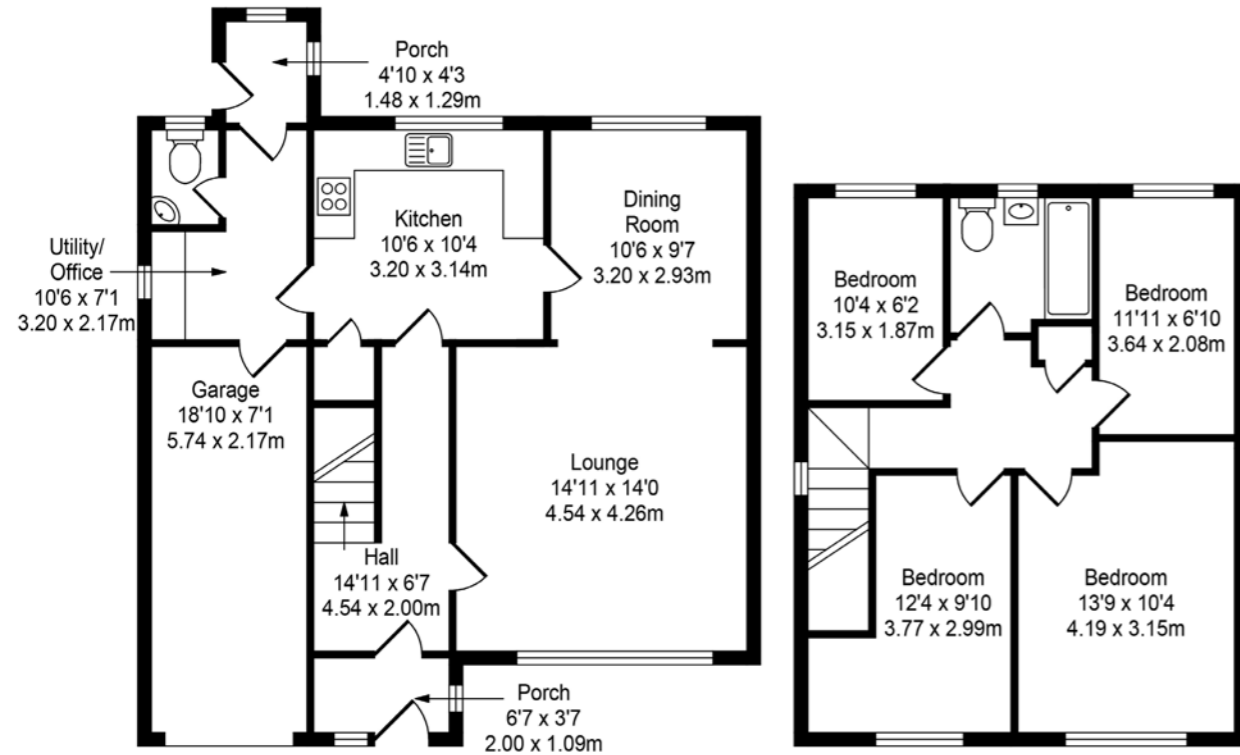 Porch
4'10 x 4'3
1.48 x 1.29m
Utility/
Office
10'6 x 7'1
3.20 x 2.17m
Kitchen
10'6 x 10'4
3.20 x 3.14m
Dining
Room
10'6 x 9'7
3.20 x 2.93m
Garage
18'10 x 7'1
5.74 x 2.17m
Lounge
14'11 x 14'0
4.54 x 4.26m
Hall
14'11 x 6'7
4.54 x 2.00m
Porch
6'7 x 3'7
2.00 x 1.09m
Bedroom
10'4 x 6'2
3.15 x 1.87m
Bedroom
11'11 x 6'10
3.64 x 2.08m
Bedroom
12'4 x 9'10
3.77 x 2.99m
Bedroom
13'9 x 10'4
4.19 x 3.15m